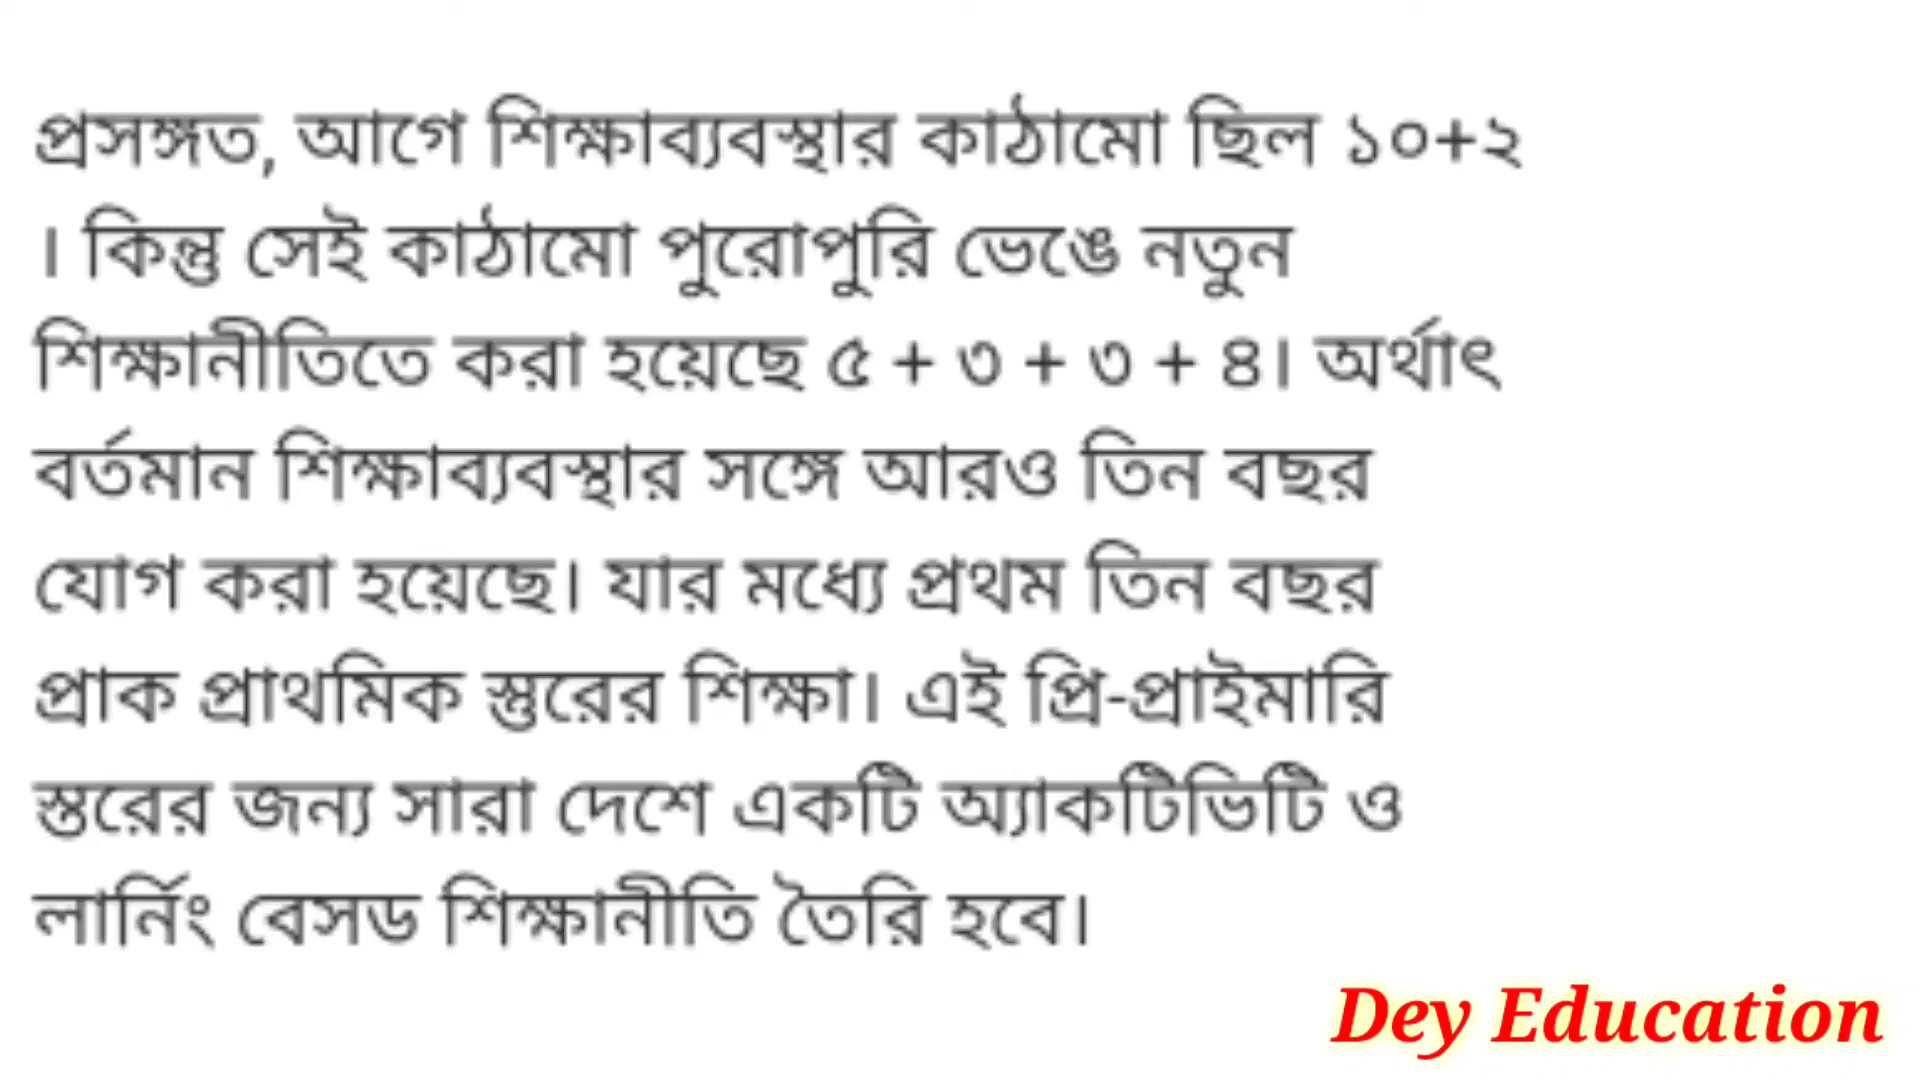 প্রসঙ্গত, আগে শিক্ষাব্যবস্থার কাঠামো ছিল ১০+২
। কিন্তু সেই কাঠামো পুরোপুরি ভেঙে নতুন
শিক্ষানীতিতে করা হয়েছে ৫ + ৩ + ৩ + ৪। অর্থাৎ
বর্তমান শিক্ষাব্যবস্থার সঙ্গে আরও তিন বছর
যোগ করা হয়েছে। যার মধ্যে প্রথম তিন বছর
প্রাক প্রাথমিক স্তুরের শিক্ষা। এই প্রি-প্রাইমারি
স্তরের জন্য সারা দেশে একটি অ্যাকটিভিটি ও
লার্নিং বেসড শিক্ষানীতি তৈরি হবে।
Dey Education